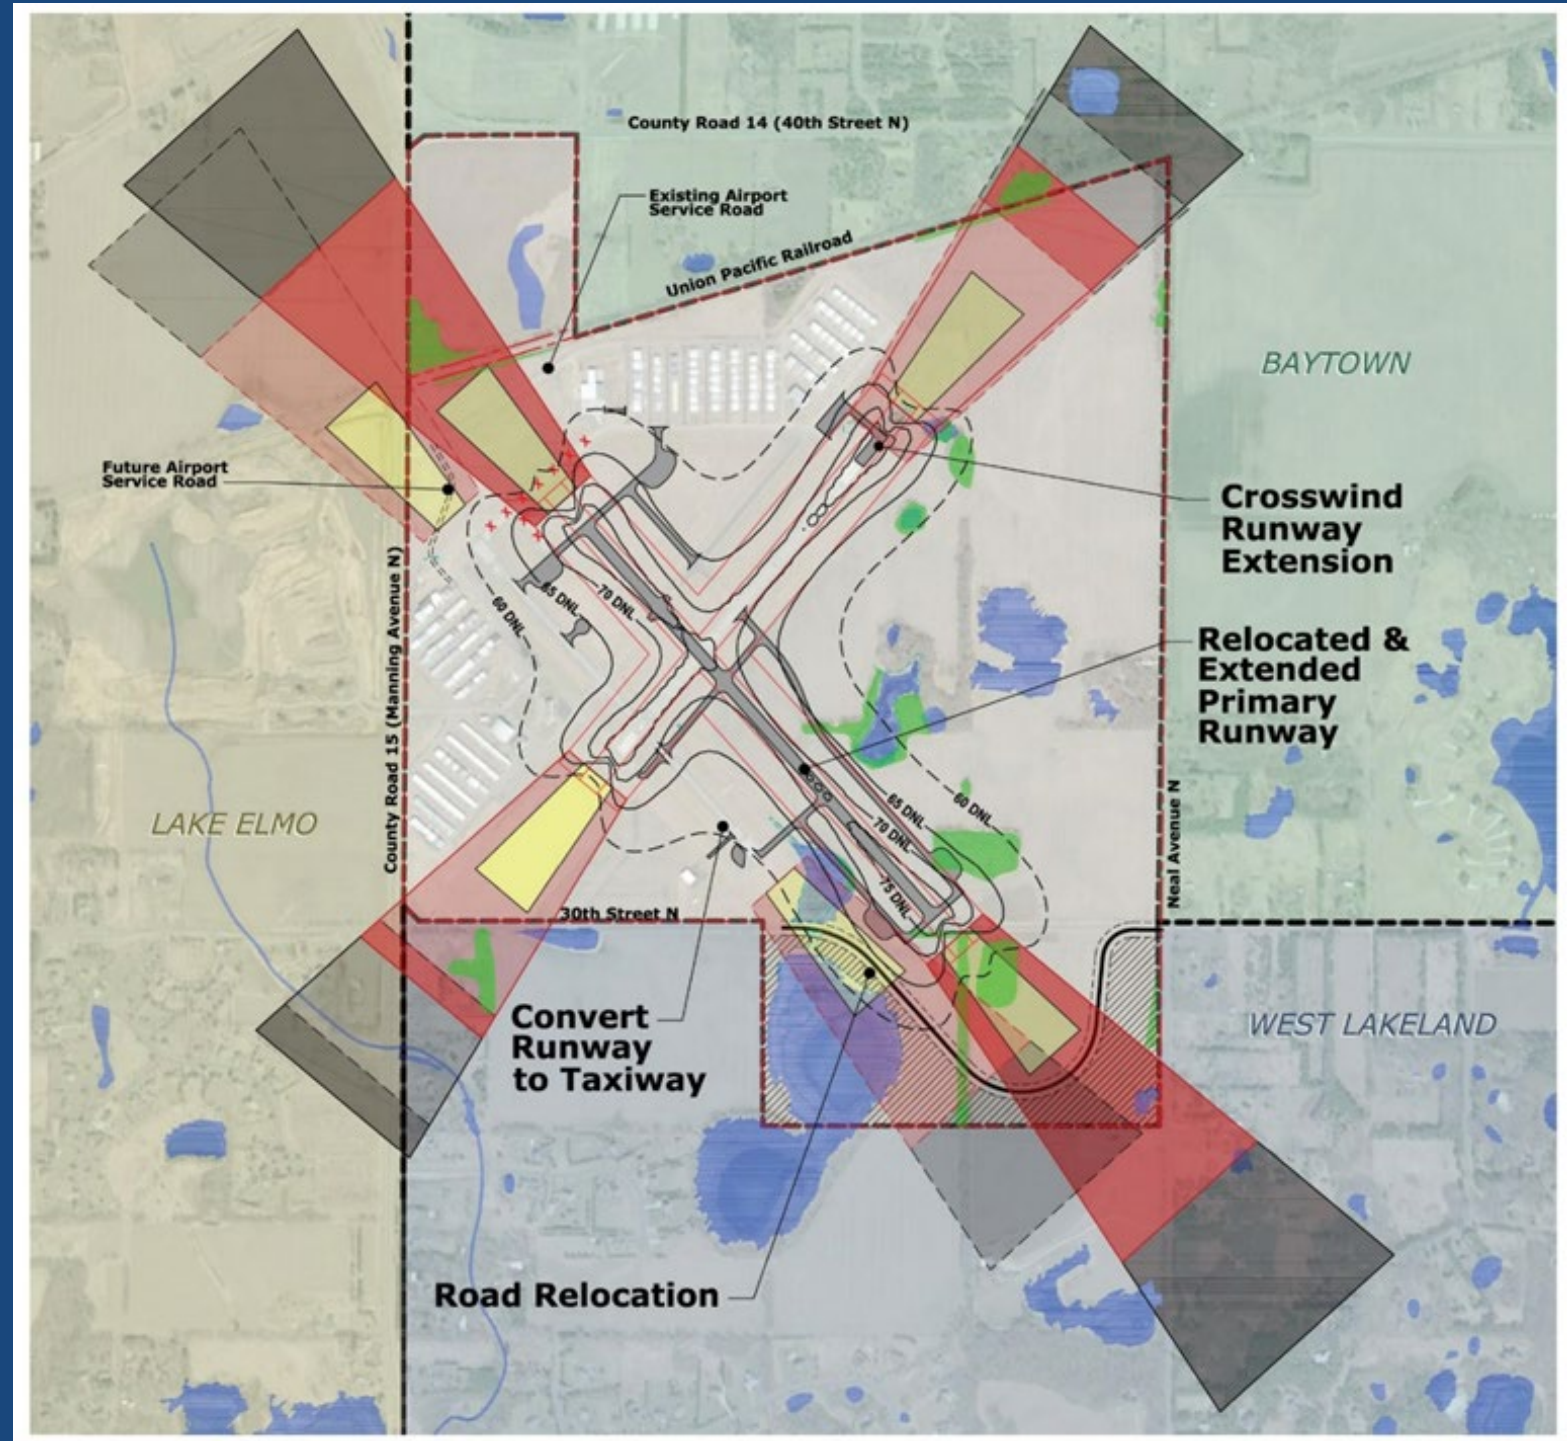 County Road 14 (40th Street N)
Existing Airport
Service Road
Union Pacific Railroad
BAYTOWN
Future Airport
Service Road
Crosswind
Runway
Extension
County Road 15 (Manning Avenue N)
60 DNL
65 DNL
70 DNL
Relocated &
Extended
Primary
Runway
LAKE ELMO
60 DNL
65 DNL
70 DNL
75 DNL
Neal Avenue N
30th Street N
Convert
Runway
to Taxiway
WEST LAKELAND
Road Relocation